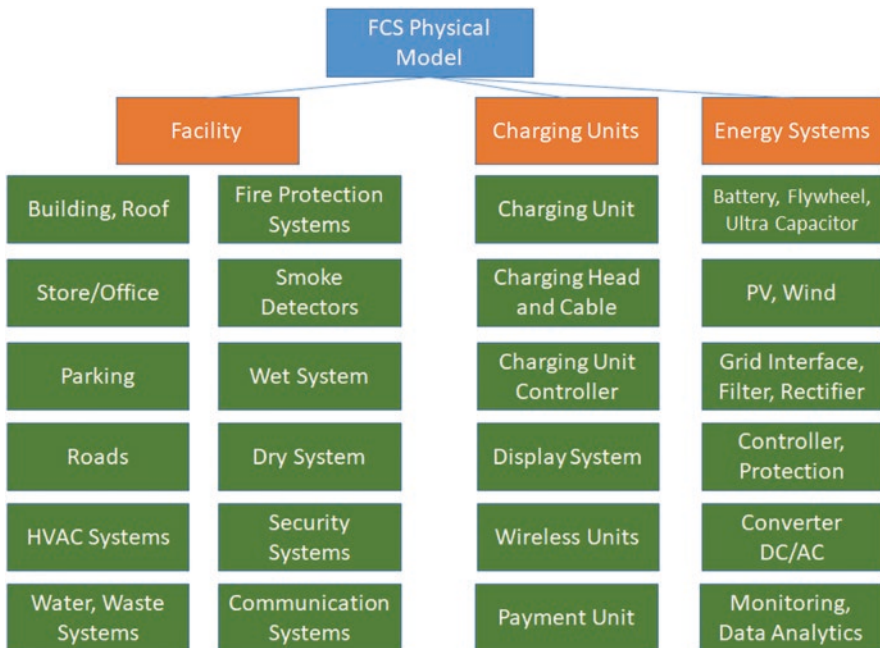 FCS Physical
Model
Facility
Charging Units
Energy Systems
Building, Roof
Fire Protection
Systems
Charging Unit
Battery, Flywheel,
Ultra Capacitor
Store/Office
Smoke
Detectors
Charging Head
and Cable
PV, Wind
Parking
Wet System
Charging Unit
Controller
Grid Interface,
Filter, Rectifier
Roads
Dry System
Display System
Controller,
Protection
HVAC Systems
Security
Systems
Wireless Units
Converter
DC/AC
Water, Waste
Systems
Communication
Systems
Payment Unit
Monitoring,
Data Analytics